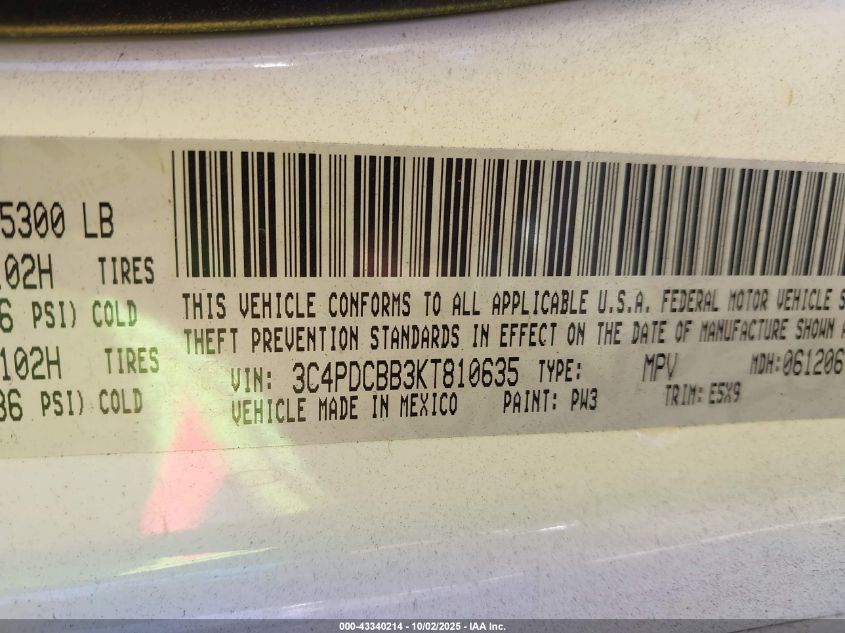 5300 LB
102H TIRES
6 PSI) COLD
102H TIRES
36 PSI) COLD
THIS VEHICLE CONFORMS TO ALL APPLICABLE U.S.A. FEDERAL MOTOR VEHICLE S
THEFT PREVENTION STANDARDS IN EFFECT ON THE DATE OF MANUFACTURE SHOWN A
VIN: 3C4PDCBB3KT810635 TYPE: MPV MDH: 061206
VEHICLE MADE IN MEXICO PAINT: PW3 TRIM: E5X9
000-43340214 - 10/02/2025 - IAA Inc.